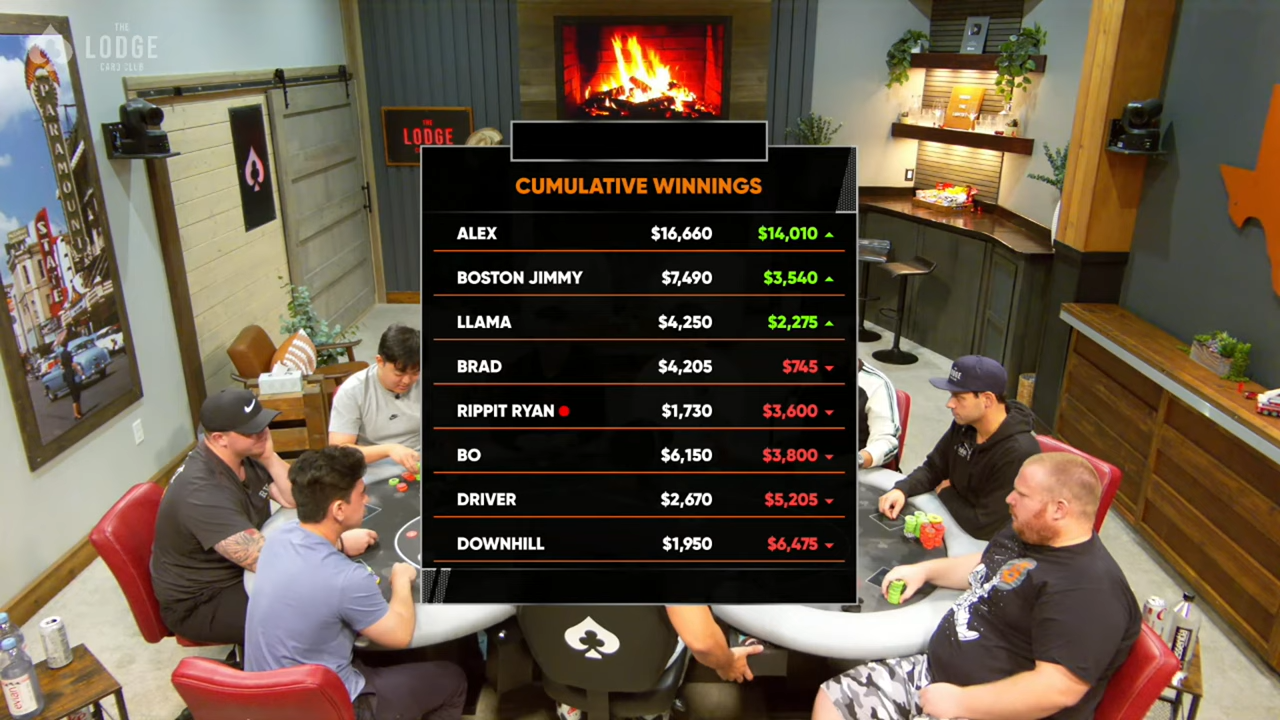 THE
LODGE
CARD CLUB
PARAMOUNT
STATE
THE
LODGE
CUMULATIVE WINNINGS
ALEX $16,660 $14,010
BOSTON JIMMY $7,490 $3,540
LLAMA $4,250 $2,275
BRAD $4,205 $745
RIPPIT RYAN $1,730 $3,600
BO $6,150 $3,800
DRIVER $2,670 $5,205
DOWNHILL $1,950 $6,475